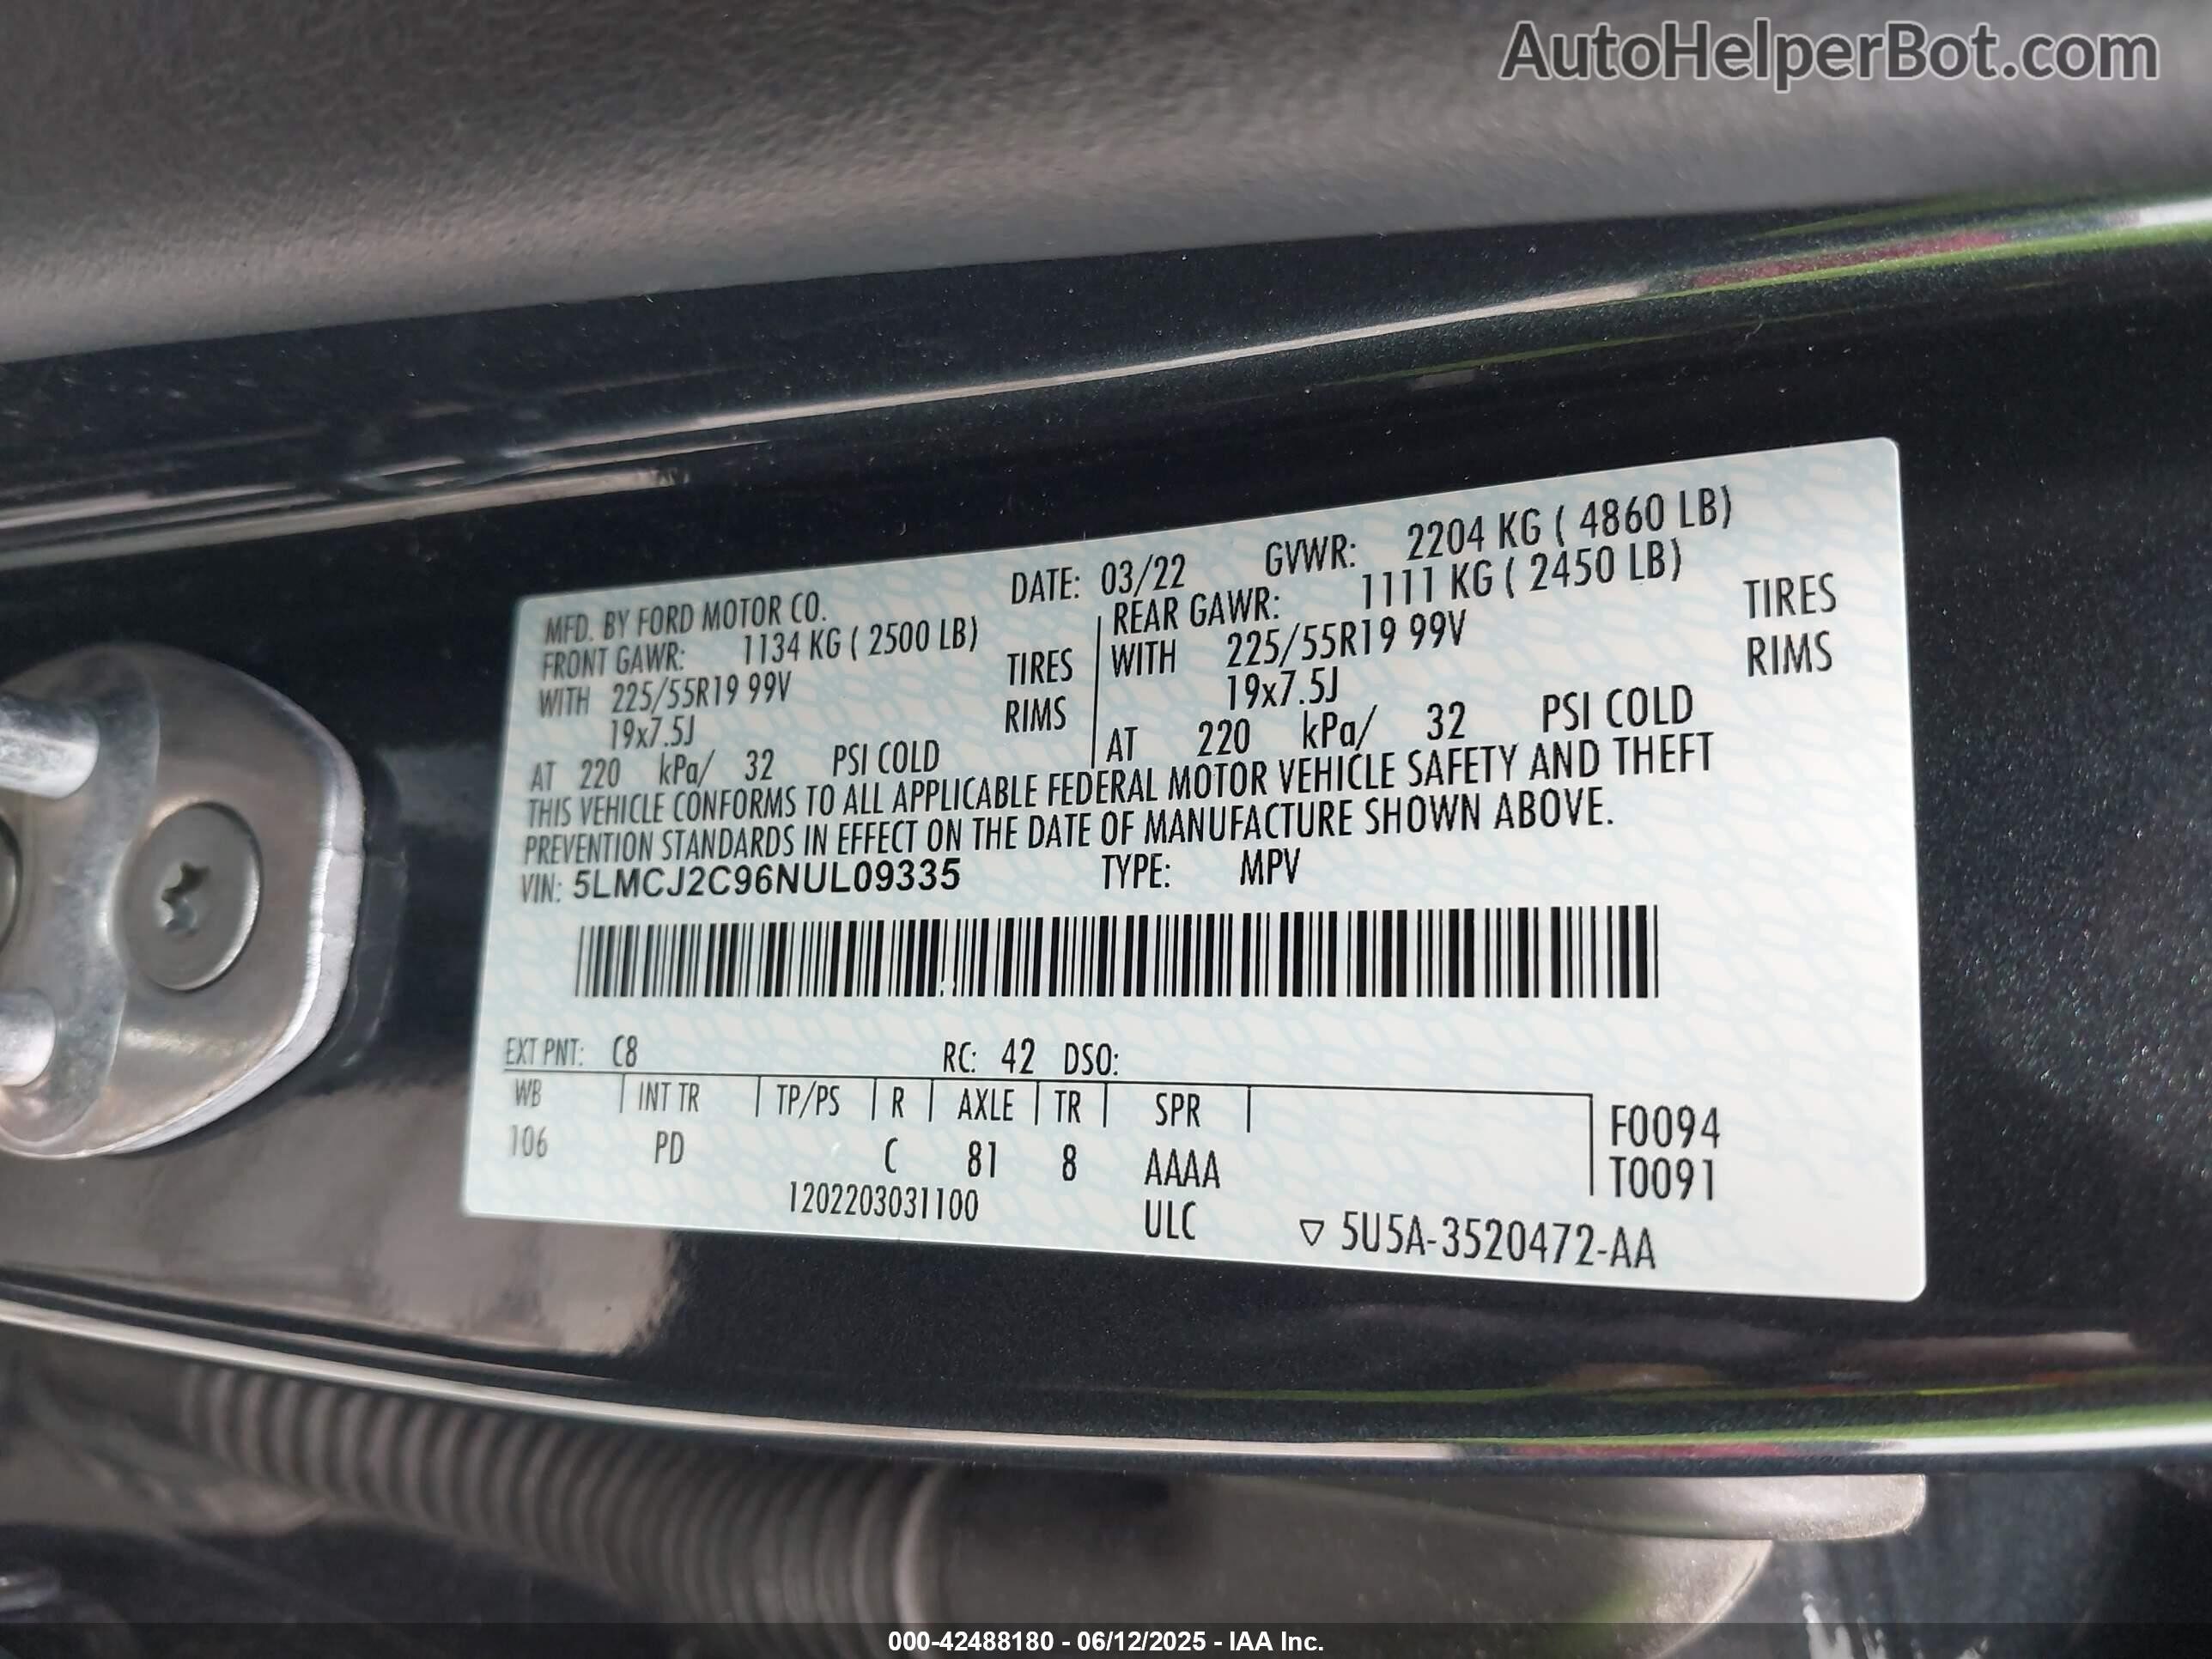 AutoHelperBot.com
MFD. BY FORD MOTOR CO. DATE: 03/22 GVWR: 2204 KG ( 4860 LB)
FRONT GAWR: 1134 KG ( 2500 LB) REAR GAWR: 1111 KG ( 2450 LB)
WITH 225/55R19 99V TIRES WITH 225/55R19 99V TIRES
19x7.5J RIMS 19x7.5J RIMS
AT 220 kPa/ 32 PSI COLD AT 220 kPa/ 32 PSI COLD
THIS VEHICLE CONFORMS TO ALL APPLICABLE FEDERAL MOTOR VEHICLE SAFETY AND THEFT
PREVENTION STANDARDS IN EFFECT ON THE DATE OF MANUFACTURE SHOWN ABOVE.
VIN: 5LMCJ2C96NUL09335 TYPE: MPV
EXT PNT: C8 RC: 42 DSO:
WB INT TR TP/PS R AXLE TR SPR F0094
106 PD C 81 8 AAAA T0091
1202203031100 ULC ▽ 5U5A-3520472-AA
000-42488180 - 06/12/2025 - IAA Inc.